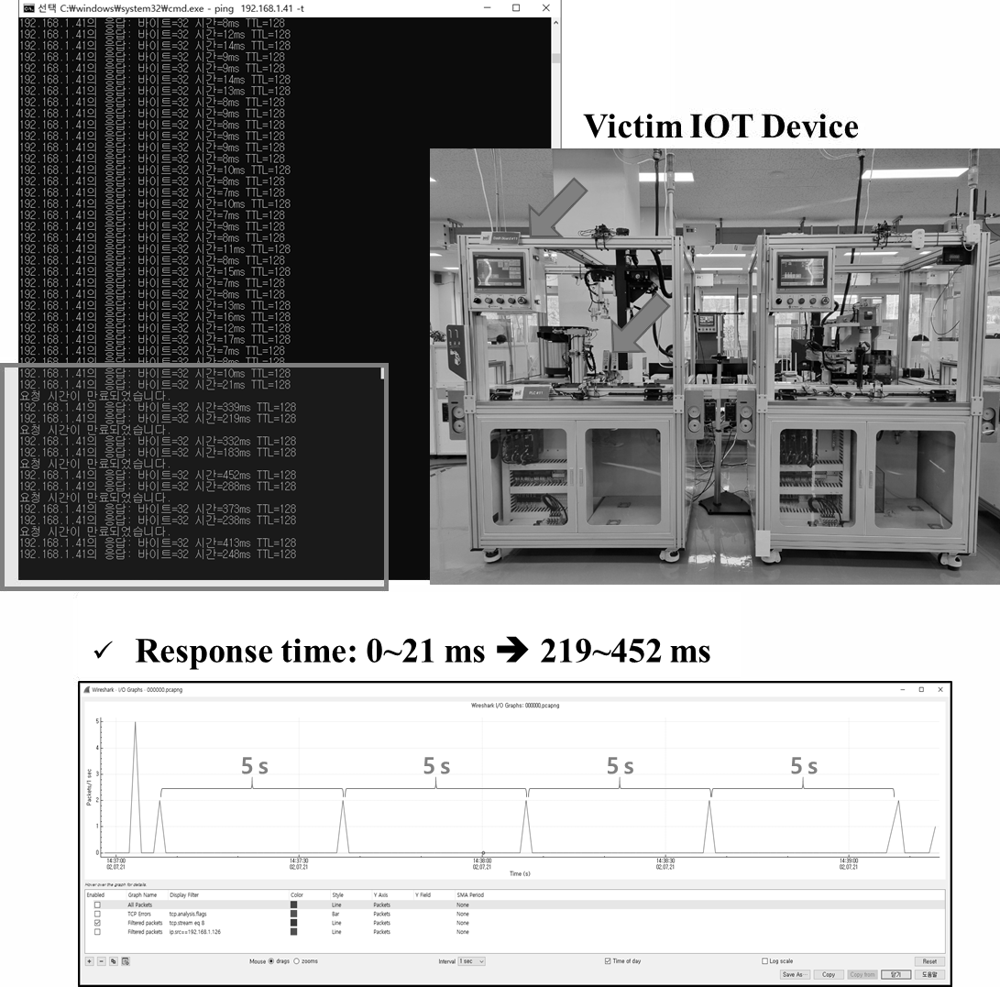 선택 C:₩windows₩system32₩cmd.exe - ping 192.168.1.41 -t
192.168.1.41의 응답: 바이트=32 시간=8ms TTL=128
192.168.1.41의 응답: 바이트=32 시간=12ms TTL=128
192.168.1.41의 응답: 바이트=32 시간=14ms TTL=128
192.168.1.41의 응답: 바이트=32 시간=9ms TTL=128
192.168.1.41의 응답: 바이트=32 시간=9ms TTL=128
192.168.1.41의 응답: 바이트=32 시간=14ms TTL=128
192.168.1.41의 응답: 바이트=32 시간=13ms TTL=128
192.168.1.41의 응답: 바이트=32 시간=8ms TTL=128
192.168.1.41의 응답: 바이트=32 시간=9ms TTL=128
192.168.1.41의 응답: 바이트=32 시간=8ms TTL=128
192.168.1.41의 응답: 바이트=32 시간=9ms TTL=128
192.168.1.41의 응답: 바이트=32 시간=9ms TTL=128
192.168.1.41의 응답: 바이트=32 시간=8ms TTL=128
192.168.1.41의 응답: 바이트=32 시간=10ms TTL=128
192.168.1.41의 응답: 바이트=32 시간=8ms TTL=128
192.168.1.41의 응답: 바이트=32 시간=7ms TTL=128
192.168.1.41의 응답: 바이트=32 시간=10ms TTL=128
192.168.1.41의 응답: 바이트=32 시간=7ms TTL=128
192.168.1.41의 응답: 바이트=32 시간=9ms TTL=128
192.168.1.41의 응답: 바이트=32 시간=8ms TTL=128
192.168.1.41의 응답: 바이트=32 시간=11ms TTL=128
192.168.1.41의 응답: 바이트=32 시간=8ms TTL=128
192.168.1.41의 응답: 바이트=32 시간=15ms TTL=128
192.168.1.41의 응답: 바이트=32 시간=7ms TTL=128
192.168.1.41의 응답: 바이트=32 시간=8ms TTL=128
192.168.1.41의 응답: 바이트=32 시간=13ms TTL=128
192.168.1.41의 응답: 바이트=32 시간=16ms TTL=128
192.168.1.41의 응답: 바이트=32 시간=12ms TTL=128
192.168.1.41의 응답: 바이트=32 시간=17ms TTL=128
192.168.1.41의 응답: 바이트=32 시간=7ms TTL=128
192.168.1.41의 응답: 바이트=32 시간=10ms TTL=128
192.168.1.41의 응답: 바이트=32 시간=21ms TTL=128
요청 시간이 만료되었습니다.
192.168.1.41의 응답: 바이트=32 시간=339ms TTL=128
192.168.1.41의 응답: 바이트=32 시간=219ms TTL=128
요청 시간이 만료되었습니다.
192.168.1.41의 응답: 바이트=32 시간=332ms TTL=128
192.168.1.41의 응답: 바이트=32 시간=183ms TTL=128
요청 시간이 만료되었습니다.
192.168.1.41의 응답: 바이트=32 시간=452ms TTL=128
192.168.1.41의 응답: 바이트=32 시간=288ms TTL=128
요청 시간이 만료되었습니다.
192.168.1.41의 응답: 바이트=32 시간=373ms TTL=128
192.168.1.41의 응답: 바이트=32 시간=238ms TTL=128
요청 시간이 만료되었습니다.
192.168.1.41의 응답: 바이트=32 시간=413ms TTL=128
192.168.1.41의 응답: 바이트=32 시간=248ms TTL=128
Victim IOT Device
11
✓ Response time: 0~21 ms ➔ 219~452 ms
Wireshark · I/O Graphs · 000000.pcapng
Wireshark I/O Graphs: 000000.pcapng
Packets/1 sec
5
4
3
2
1
0
5 s 5 s 5 s 5 s
14:37:00 14:37:30 14:38:00 14:38:30 14:39:00
02,07,21 02,07,21 02,07,21 02,07,21 02,07,21
Time (s)
Hover over the graph for details.
Enabled Graph Name Display Filter Color Style Y Axis Y Field SMA Period
All Packets Line Packets None
TCP Errors tcp.analysis.flags Bar Packets None
Filtered packets tcp.stream eq 8 Line Packets None
Filtered packets ip.src==192.168.1.126 Line Packets None
Mouse drags zooms Interval 1 sec Time of day Log scale Reset
Save As… Copy Copy from 닫기 도움말